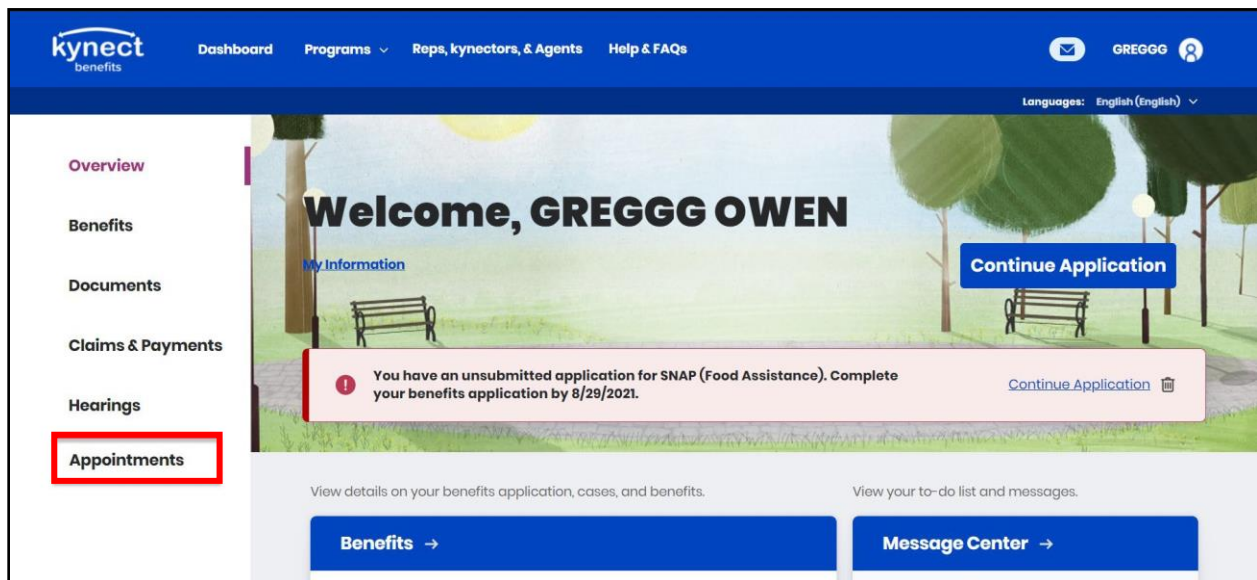 kynect
benefits
Dashboard
Programs
Reps, kynectors, & Agents
Help & FAQs
GREGGG
Languages: English (English)
Overview
Benefits
Documents
Claims & Payments
Hearings
Appointments
Welcome, GREGGG OWEN
My Information
Continue Application
You have an unsubmitted application for SNAP (Food Assistance). Complete
your benefits application by 8/29/2021.
Continue Application
View details on your benefits application, cases, and benefits.
View your to-do list and messages.
Benefits →
Message Center →